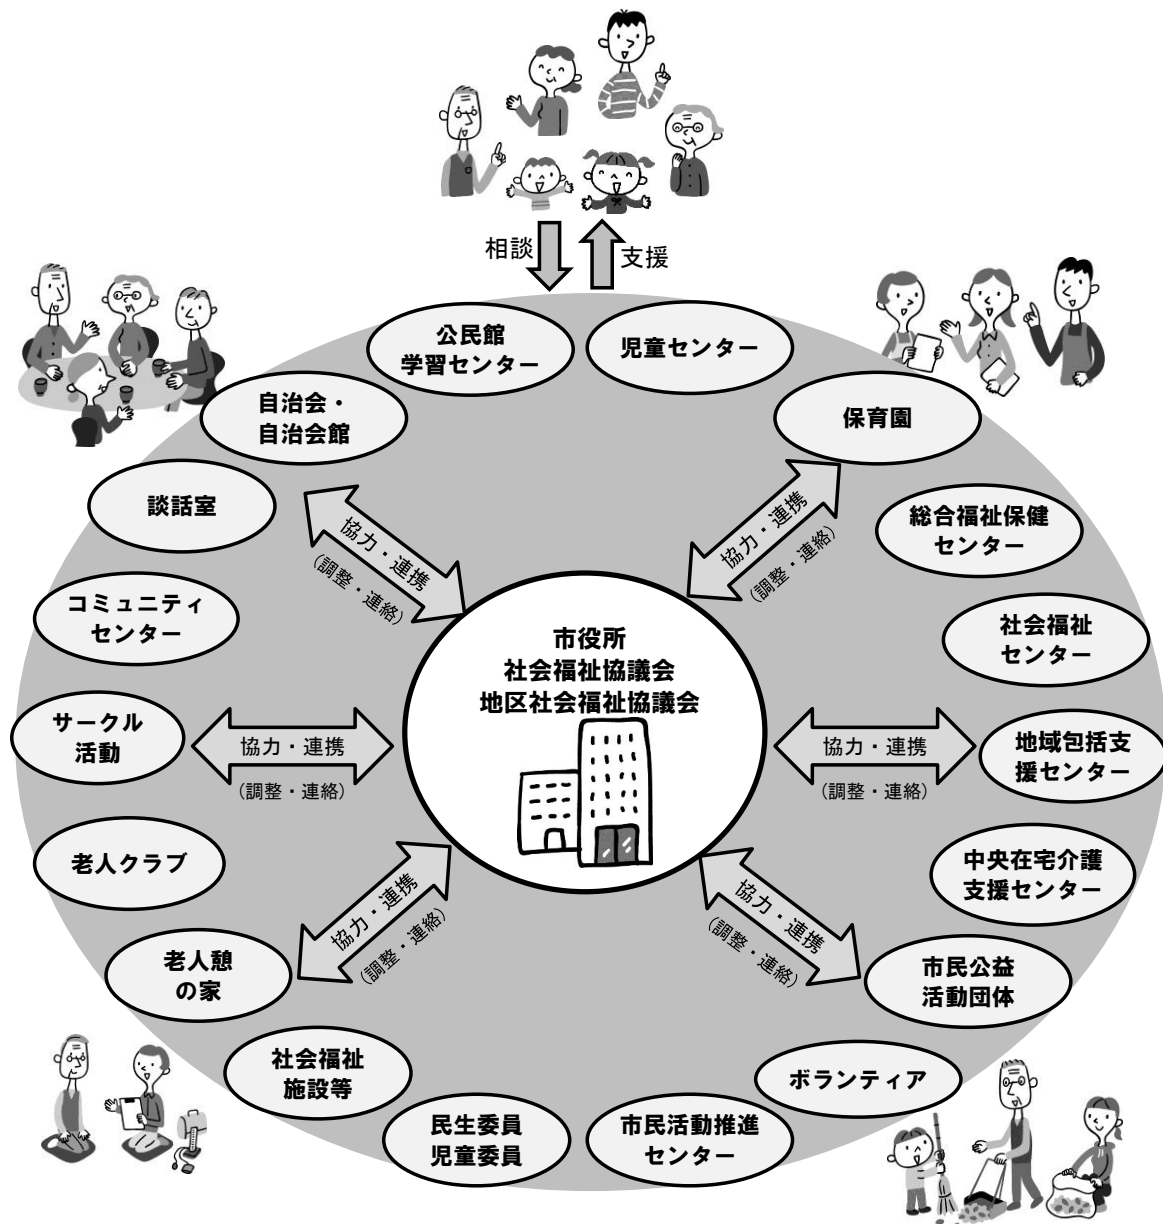 相談
支援
公民館
学習センター
児童センター
自治会・
自治会館
保育園
談話室
総合福祉保健
センター
協力・連携
(調整・連絡)
協力・連携
(調整・連絡)
コミュニティ
センター
社会福祉
センター
市役所
社会福祉協議会
地区社会福祉協議会
サークル
活動
協力・連携
(調整・連絡)
協力・連携
(調整・連絡)
地域包括支
援センター
老人クラブ
中央在宅介護
支援センター
協力・連携
(調整・連絡)
協力・連携
(調整・連絡)
老人憩
の家
市民公益
活動団体
社会福祉
施設等
ボランティア
民生委員
児童委員
市民活動推進
センター